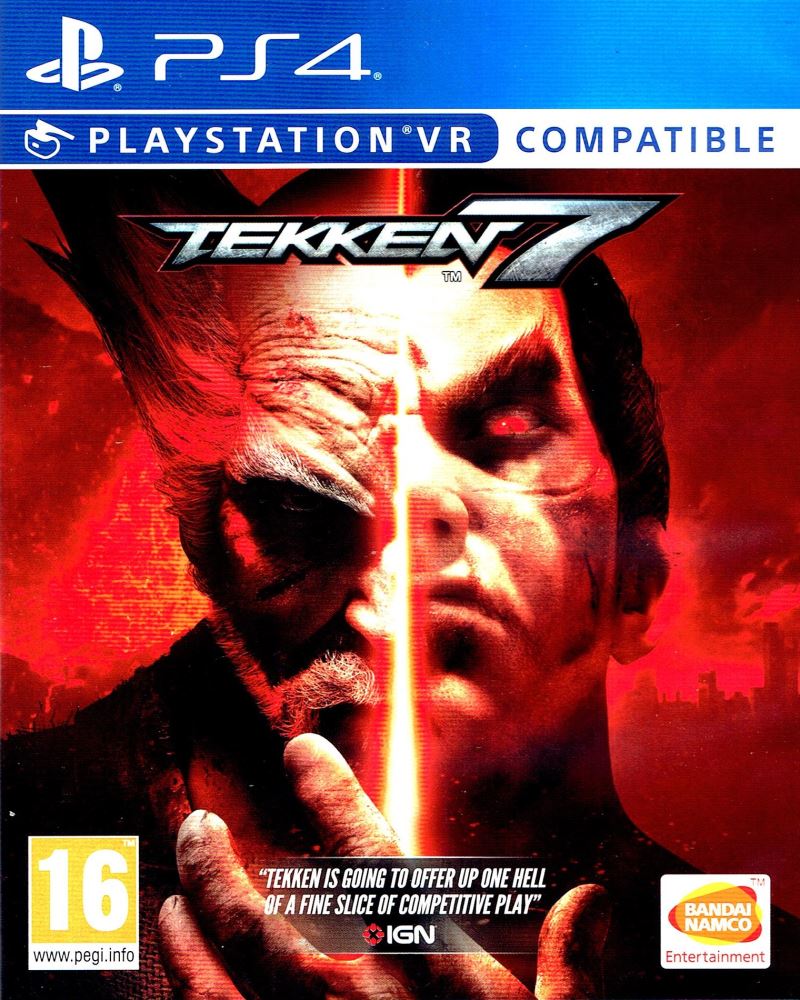 PS4®
PLAYSTATION®VR COMPATIBLE
TEKKEN 7
TM
16
TM
www.pegi.info
"TEKKEN IS GOING TO OFFER UP ONE HELL
OF A FINE SLICE OF COMPETITIVE PLAY"
IGN
TM
BANDAI
NAMCO
Entertainment